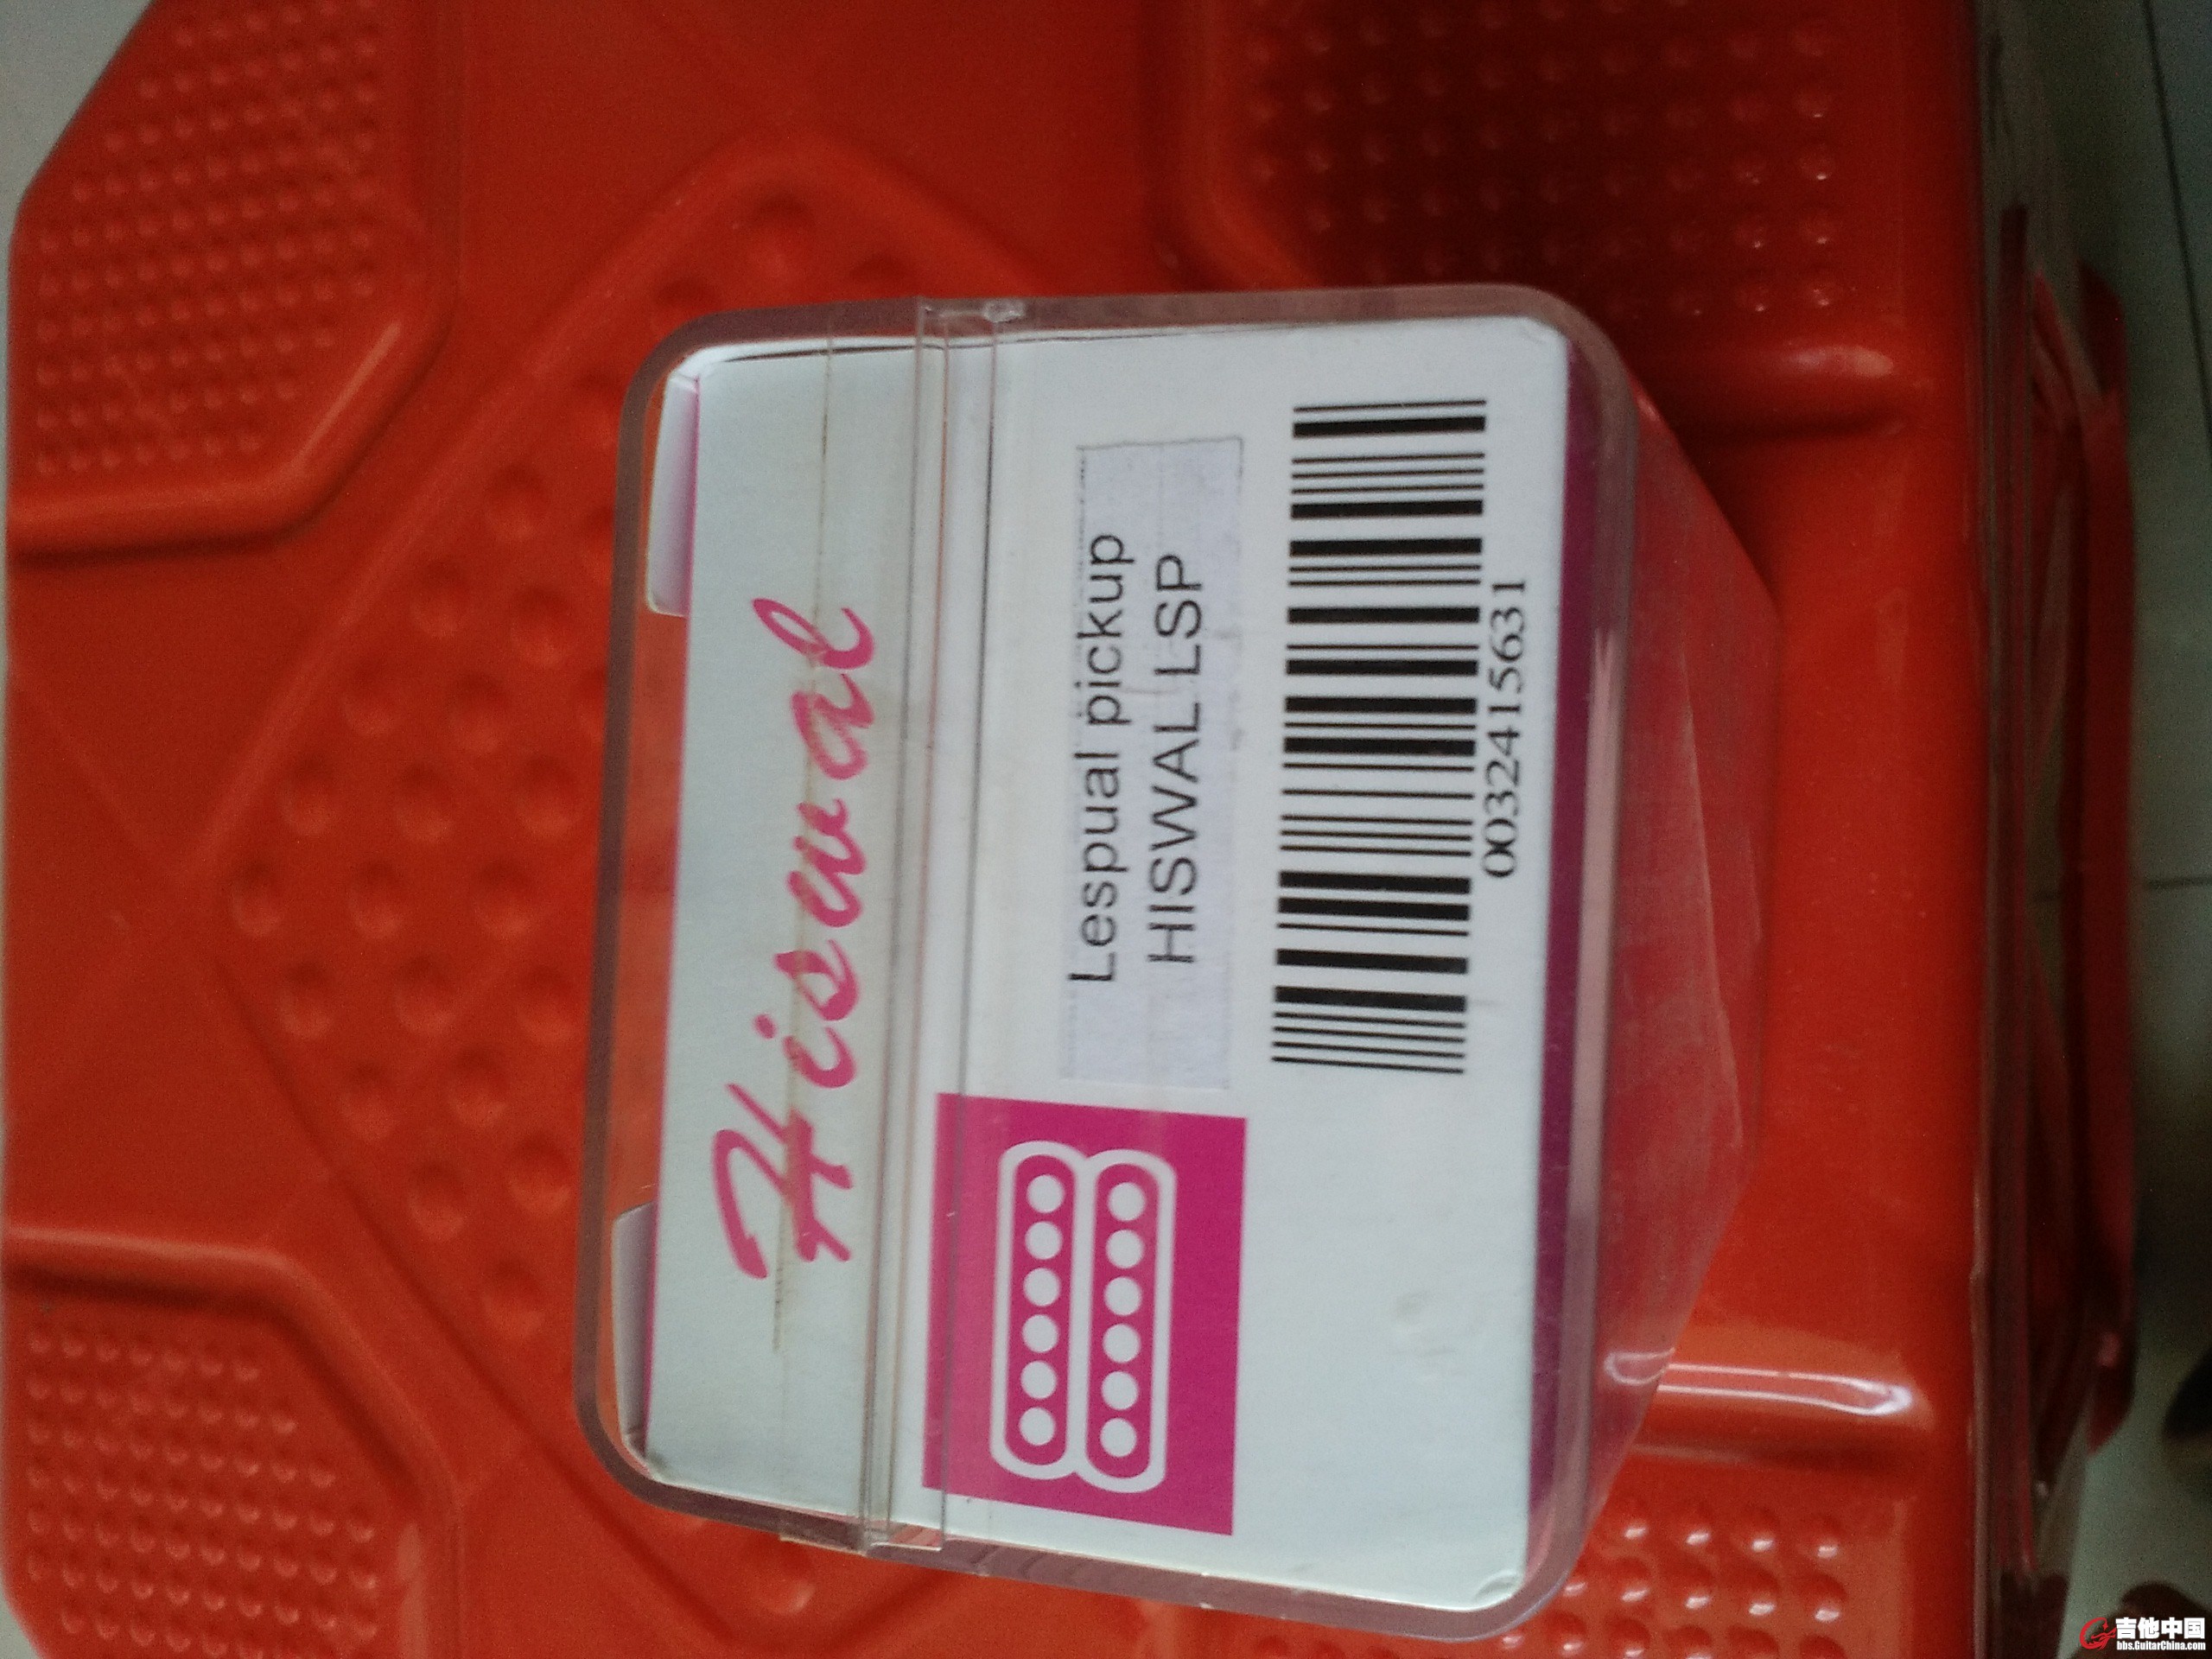 Hiswal
Lespual pickup
HISWAL LSP
0032415631
吉他中国
bbs.GuitarChina.com